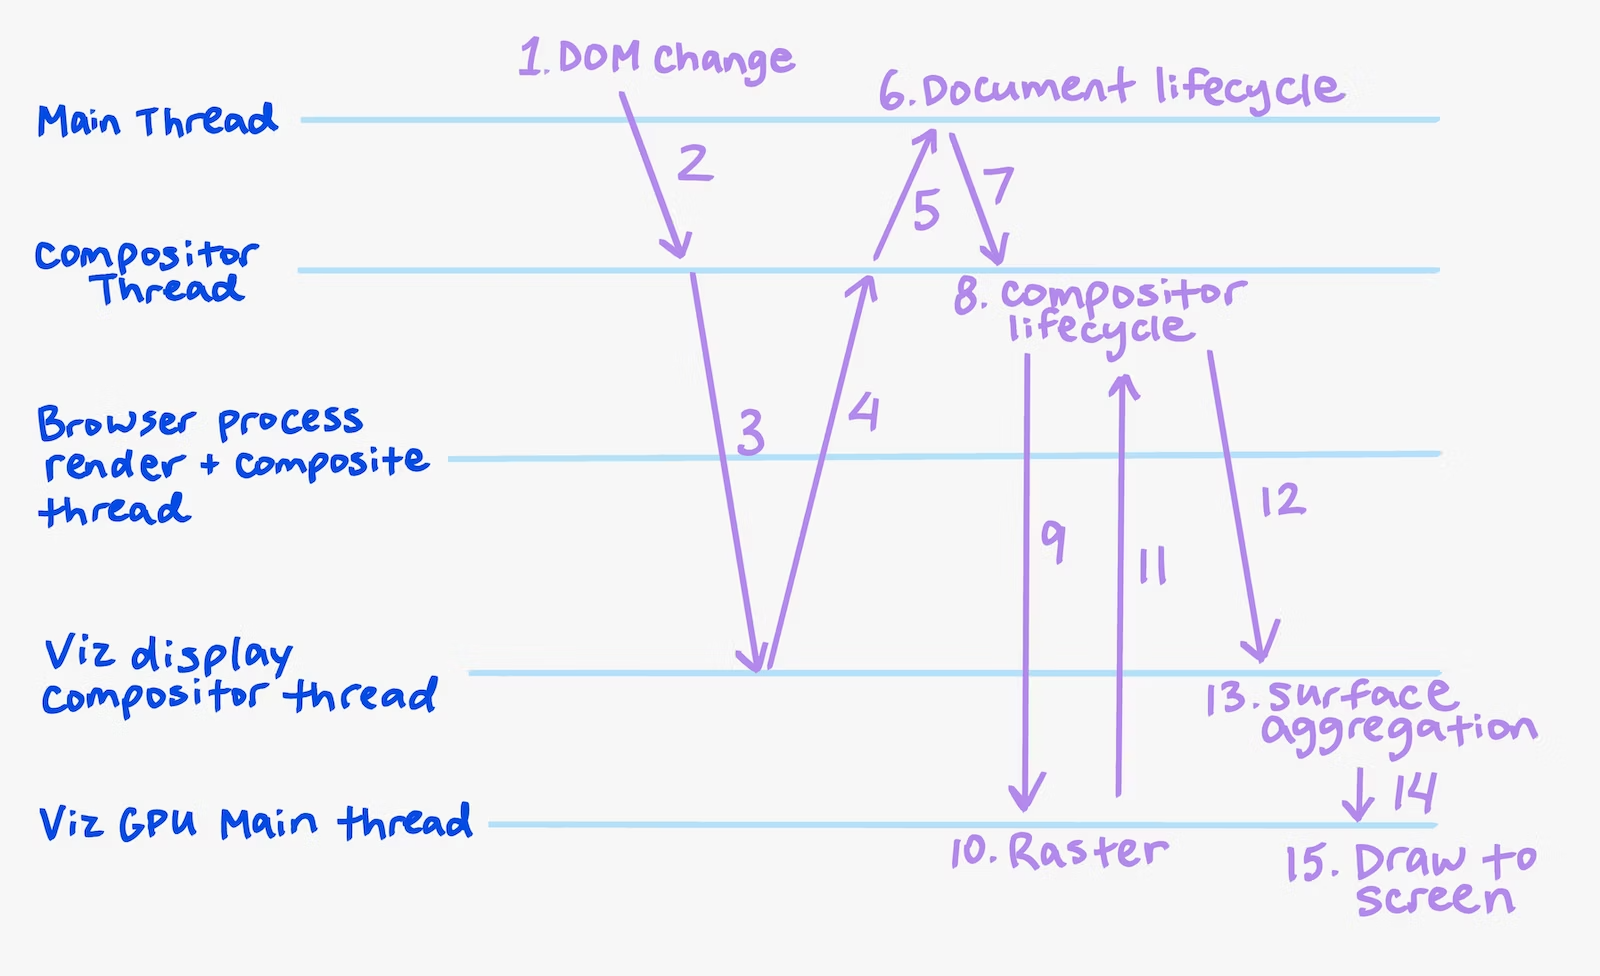 1. DOM Change
6. Document lifecycle
Main Thread
2
5
7
Compositor
Thread
8. compositor
lifecycle
Browser process
render + composite
thread
3
4
9
11
12
Viz display
compositor thread
13. surface
aggregation
14
Viz GPU Main thread
10. Raster
15. Draw to
screen